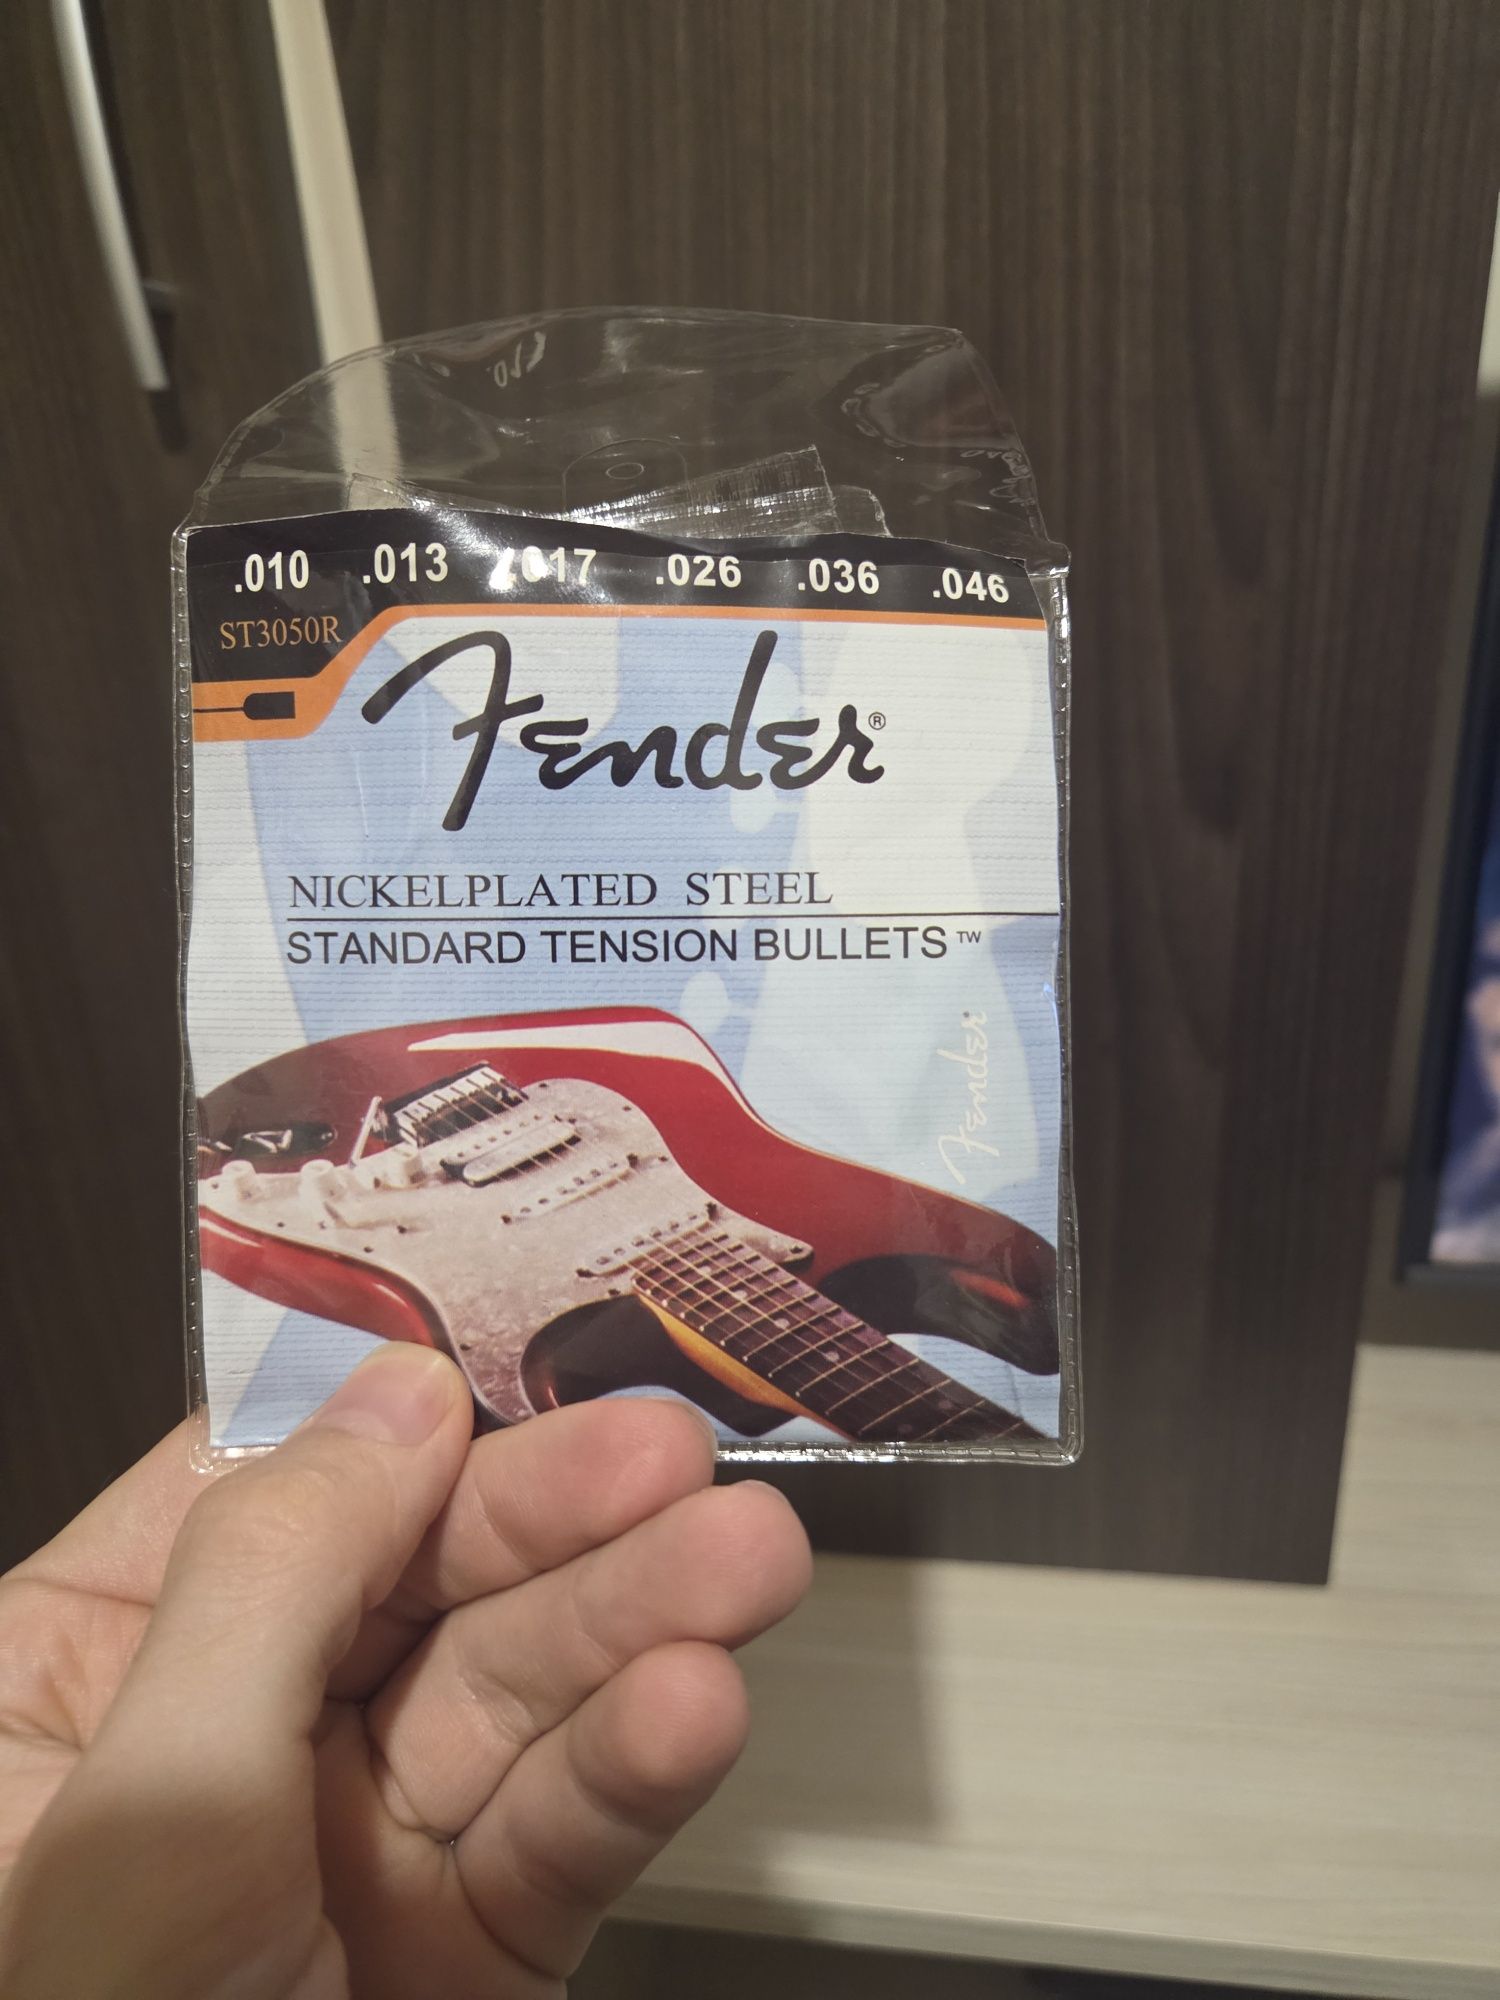 .010 .013 .017 .026 .036 .046
ST3050R
Fender®
NICKELPLATED STEEL
STANDARD TENSION BULLETS™
Fender